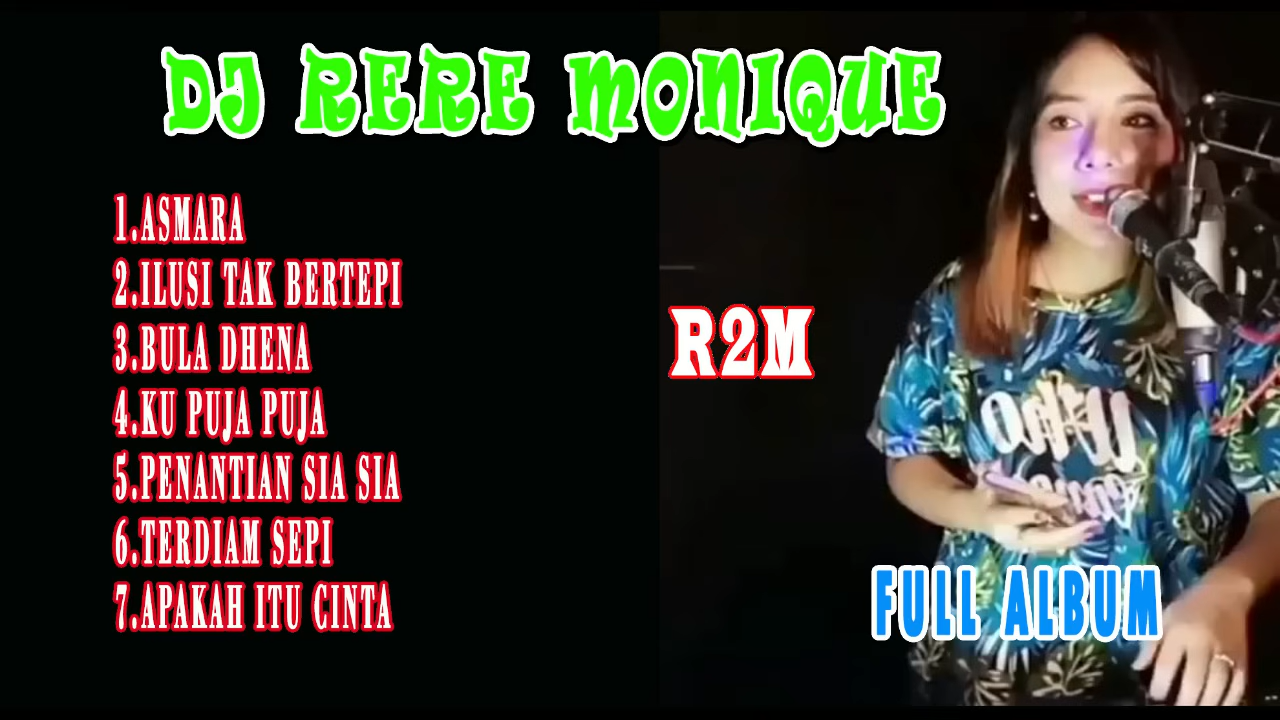 DJ RERE MONIQUE
1.ASMARA
2.ILUSI TAK BERTEPI
3.BULA DHENA
4.KU PUJA PUJA
5.PENANTIAN SIA SIA
6.TERDIAM SEPI
7.APAKAH ITU CINTA
R2M
FULL ALBUM